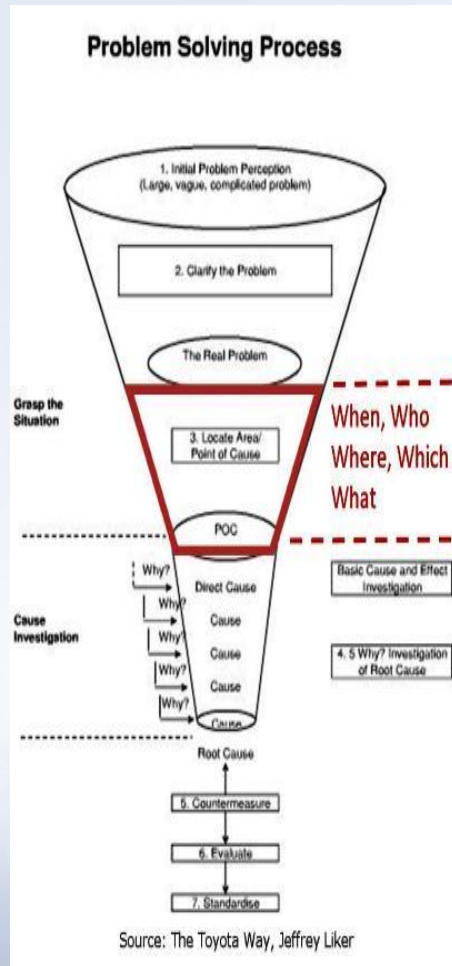 Problem Solving Process
1. Initial Problem Perception
(Large, vague, complicated problem)
2. Clarify the Problem
The Real Problem
Grasp the
Situation
3. Locate Area/
Point of Cause
When, Who
Where, Which
What
POC
Why?
Direct Cause
Basic Cause and Effect
Investigation
Why?
Cause
Cause
Investigation
Why?
Cause
4. 5 Why? Investigation
of Root Cause
Why?
Cause
Why?
Cause
Root Cause
5. Countermeasure
6. Evaluate
7. Standardise
Source: The Toyota Way, Jeffrey Liker